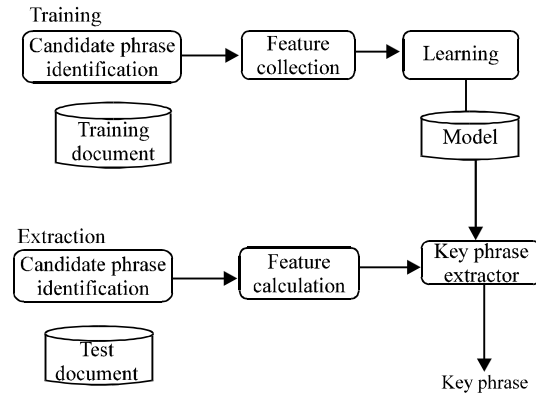 Training
Candidate phrase
identification
Feature
collection
Learning
Training
document
Model
Extraction
Candidate phrase
identification
Feature
calculation
Key phrase
extractor
Test
document
Key phrase